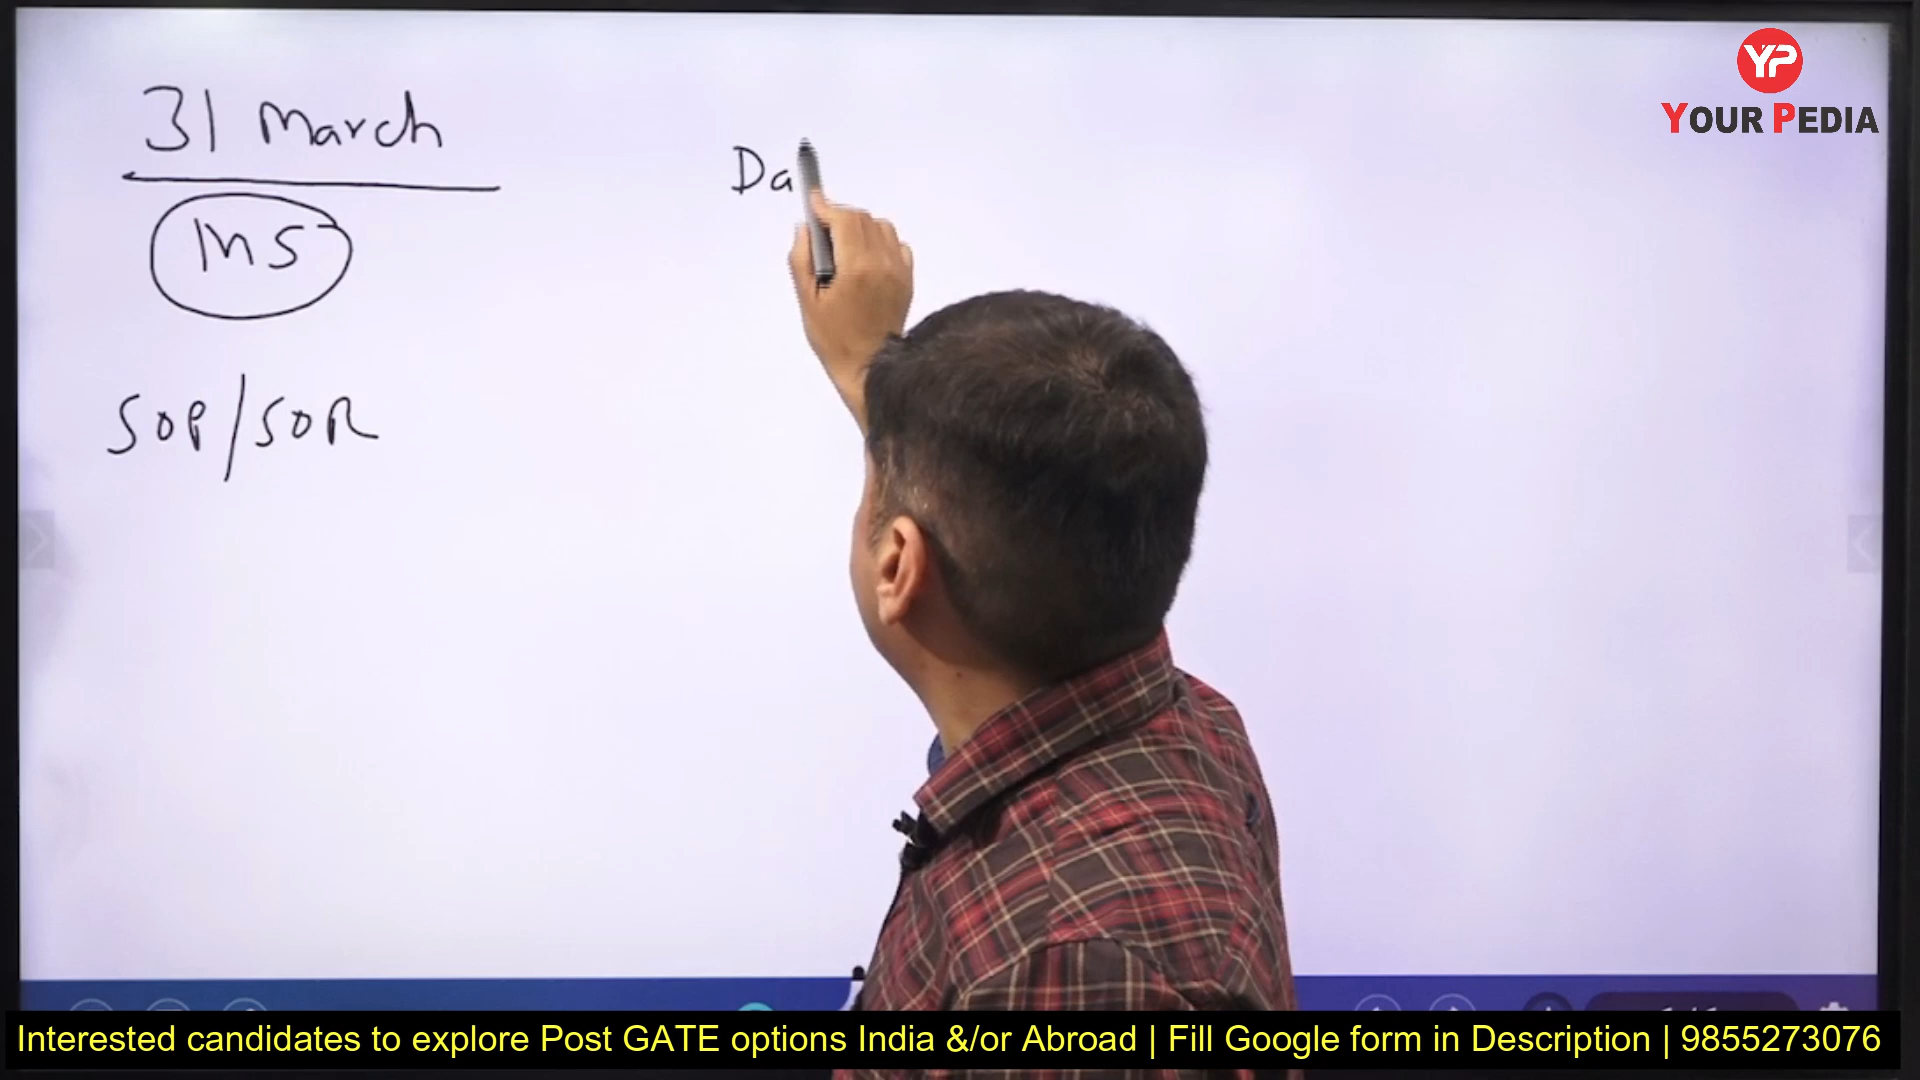 31 March
MS
SOP/SOR
Da
YP
YOUR PEDIA
Interested candidates to explore Post GATE options India &/or Abroad | Fill Google form in Description | 9855273076